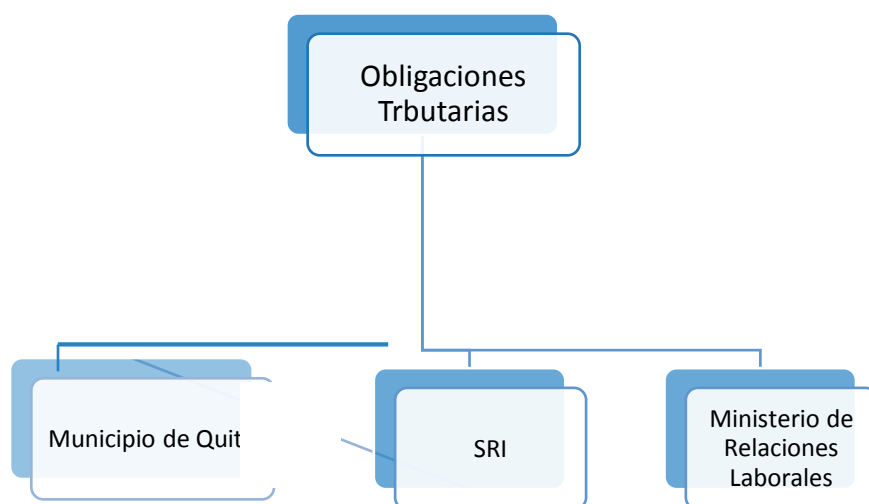 Obligaciones
Trbutarias
Municipio de Quit
SRI
Ministerio de
Relaciones
Laborales